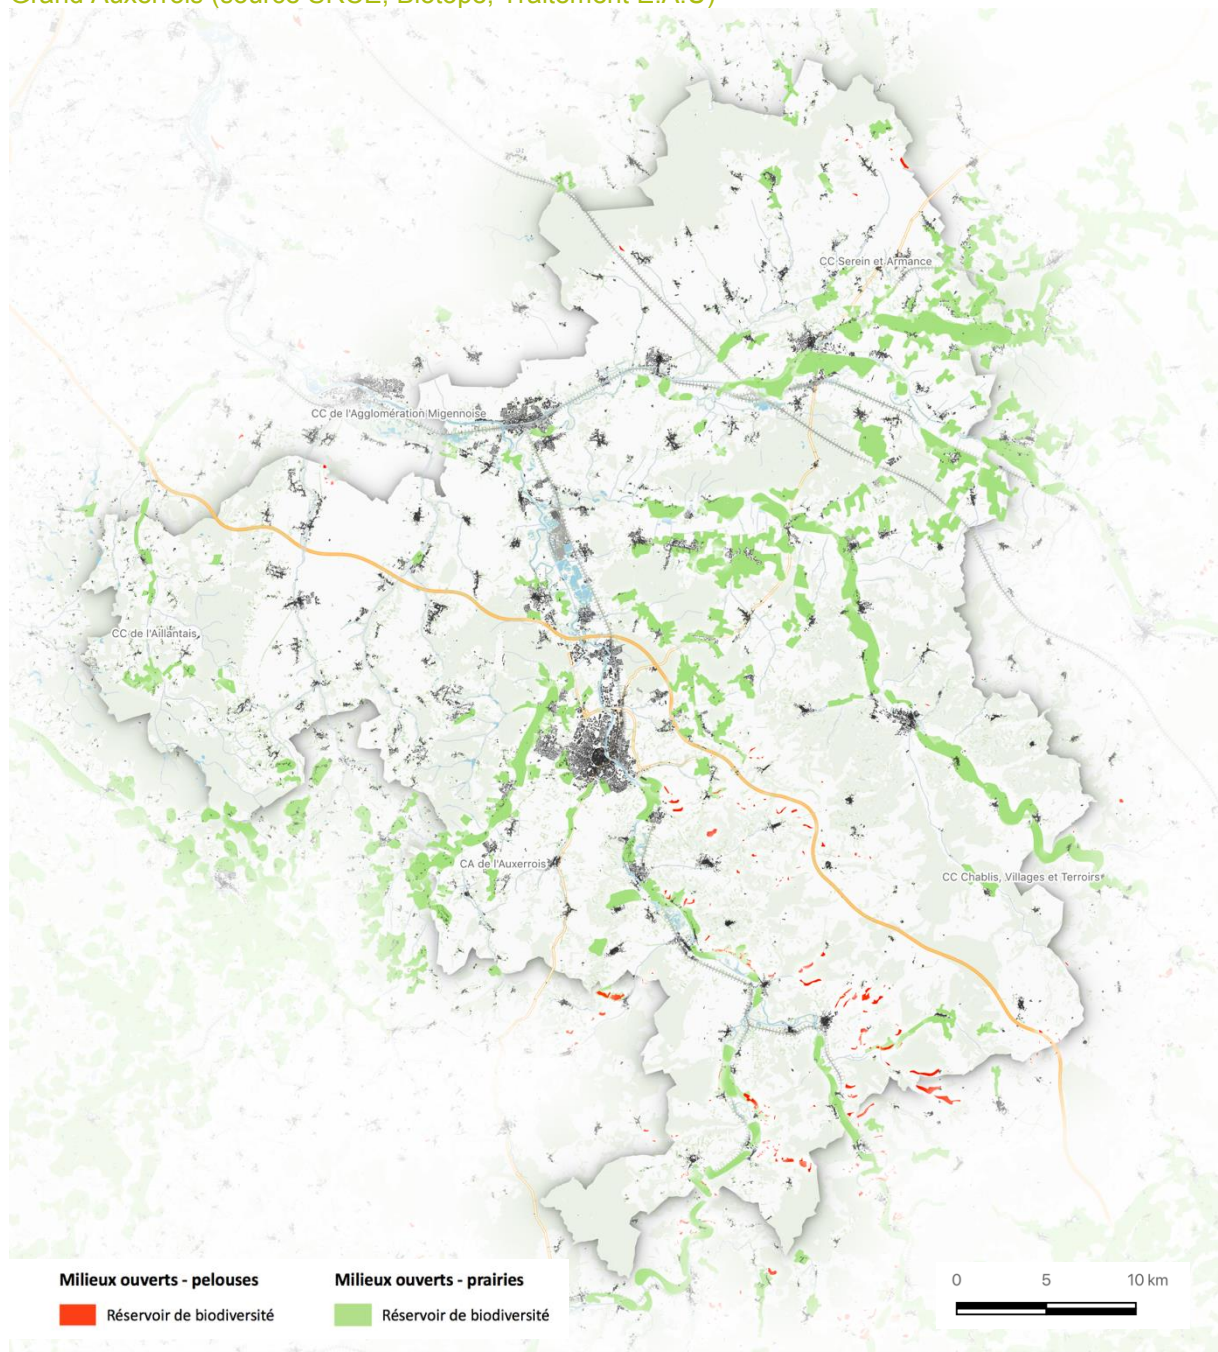 Grand Auxerrois (source SRCE, Biotope, Traitement E.A.U)
CC Serein et Armance
CC de l'Agglomération Migennoise
CC de l'Aillantais
CA de l'Auxerrois
CC Chablis, Villages et Terroirs
Milieux ouverts - pelouses
Milieux ouverts - prairies
Réservoir de biodiversité
Réservoir de biodiversité
0 5 10 km